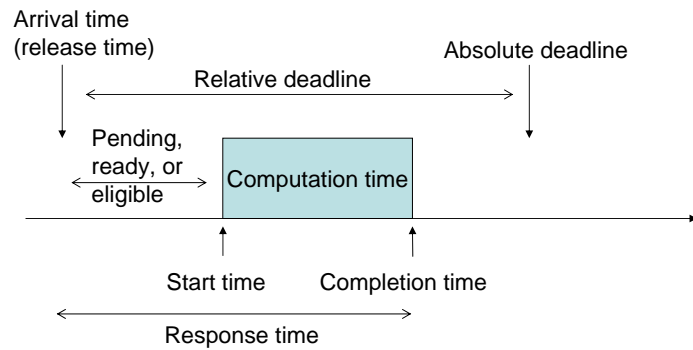 Arrival time
(release time)
Absolute deadline
Relative deadline
Pending,
ready, or
eligible
Computation time
Start time
Completion time
Response time